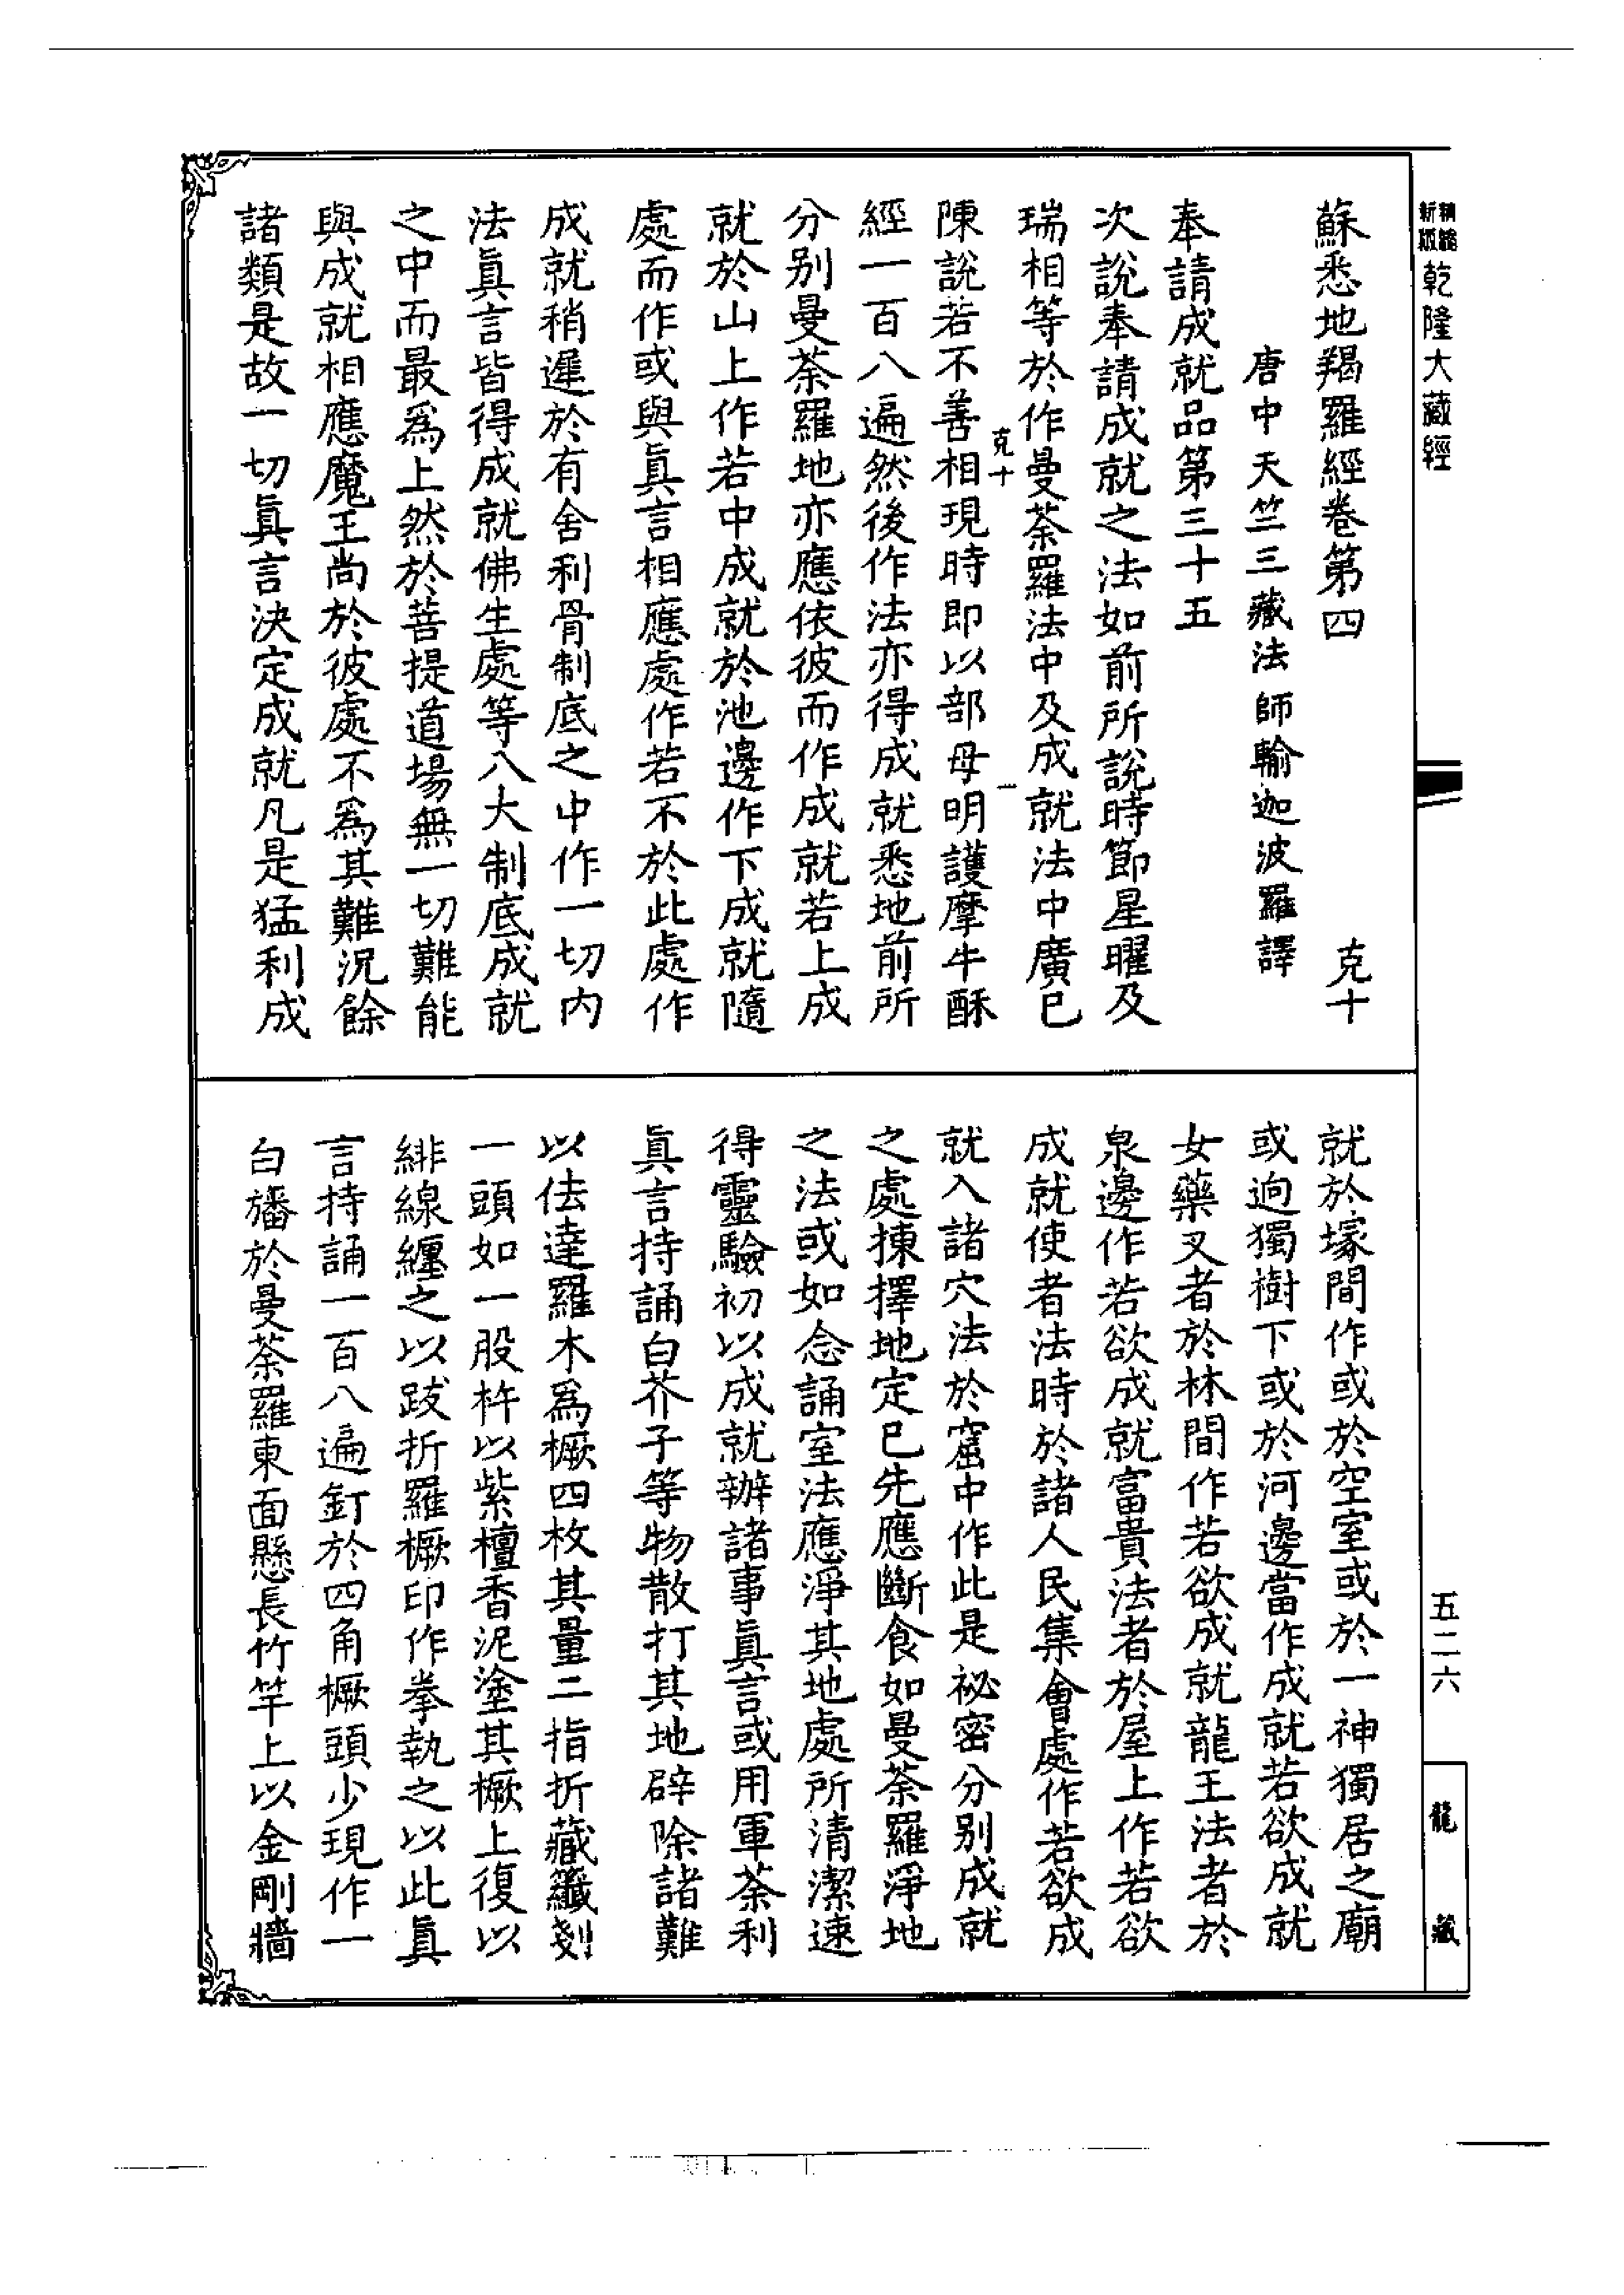 新版精縮乾隆大藏經
蘇悉地羯羅經卷第四 克十
唐中天竺三藏法師輸迦波羅譯
奉請成就品第三十五
次說奉請成就之法如前所說時節星曜及
瑞相等於作曼荼羅法中及成就法中廣已
克十 一
陳說若不善相現時即以部母明護摩牛酥
經一百八遍然後作法亦得成就悉地前所
分別曼荼羅地亦應依彼而作成就若上成
就於山上作若中成就於池邊作下成就隨
處而作或與眞言相應處作若不於此處作
成就稍遲於有舍利骨制底之中作一切內
法眞言皆得成就佛生處等八大制底成就
之中而最爲上然於菩提道場無一切難能
與成就相應魔王尚於彼處不爲其難況餘
諸類是故一切眞言決定成就凡是猛利成
就於塚間作或於空室或於一神獨居之廟
或逈獨樹下或於河邊當作成就若欲成就
女藥叉者於林間作若欲成就龍王法者於
泉邊作若欲成就富貴法者於屋上作若欲
成就使者法時於諸人民集會處作若欲成
就入諸穴法於窟中作此是祕密分別成就
之處揀擇地定已先應斷食如曼荼羅淨地
之法或如念誦室法應淨其地處所清潔速
得靈驗初以成就辦諸事眞言或用軍荼利
眞言持誦白芥子等物散打其地辟除諸難
以佉達羅木爲橛四枚其量二指折藏籤剗
一頭如一股杵以紫檀香泥塗其橛上復以
緋線纏之以跋折羅橛印作拳執之以此眞
言持誦一百八遍釘於四角橛頭少現作一
白旛於曼荼羅東面懸長竹竿上以金剛牆
五二六
龍藏